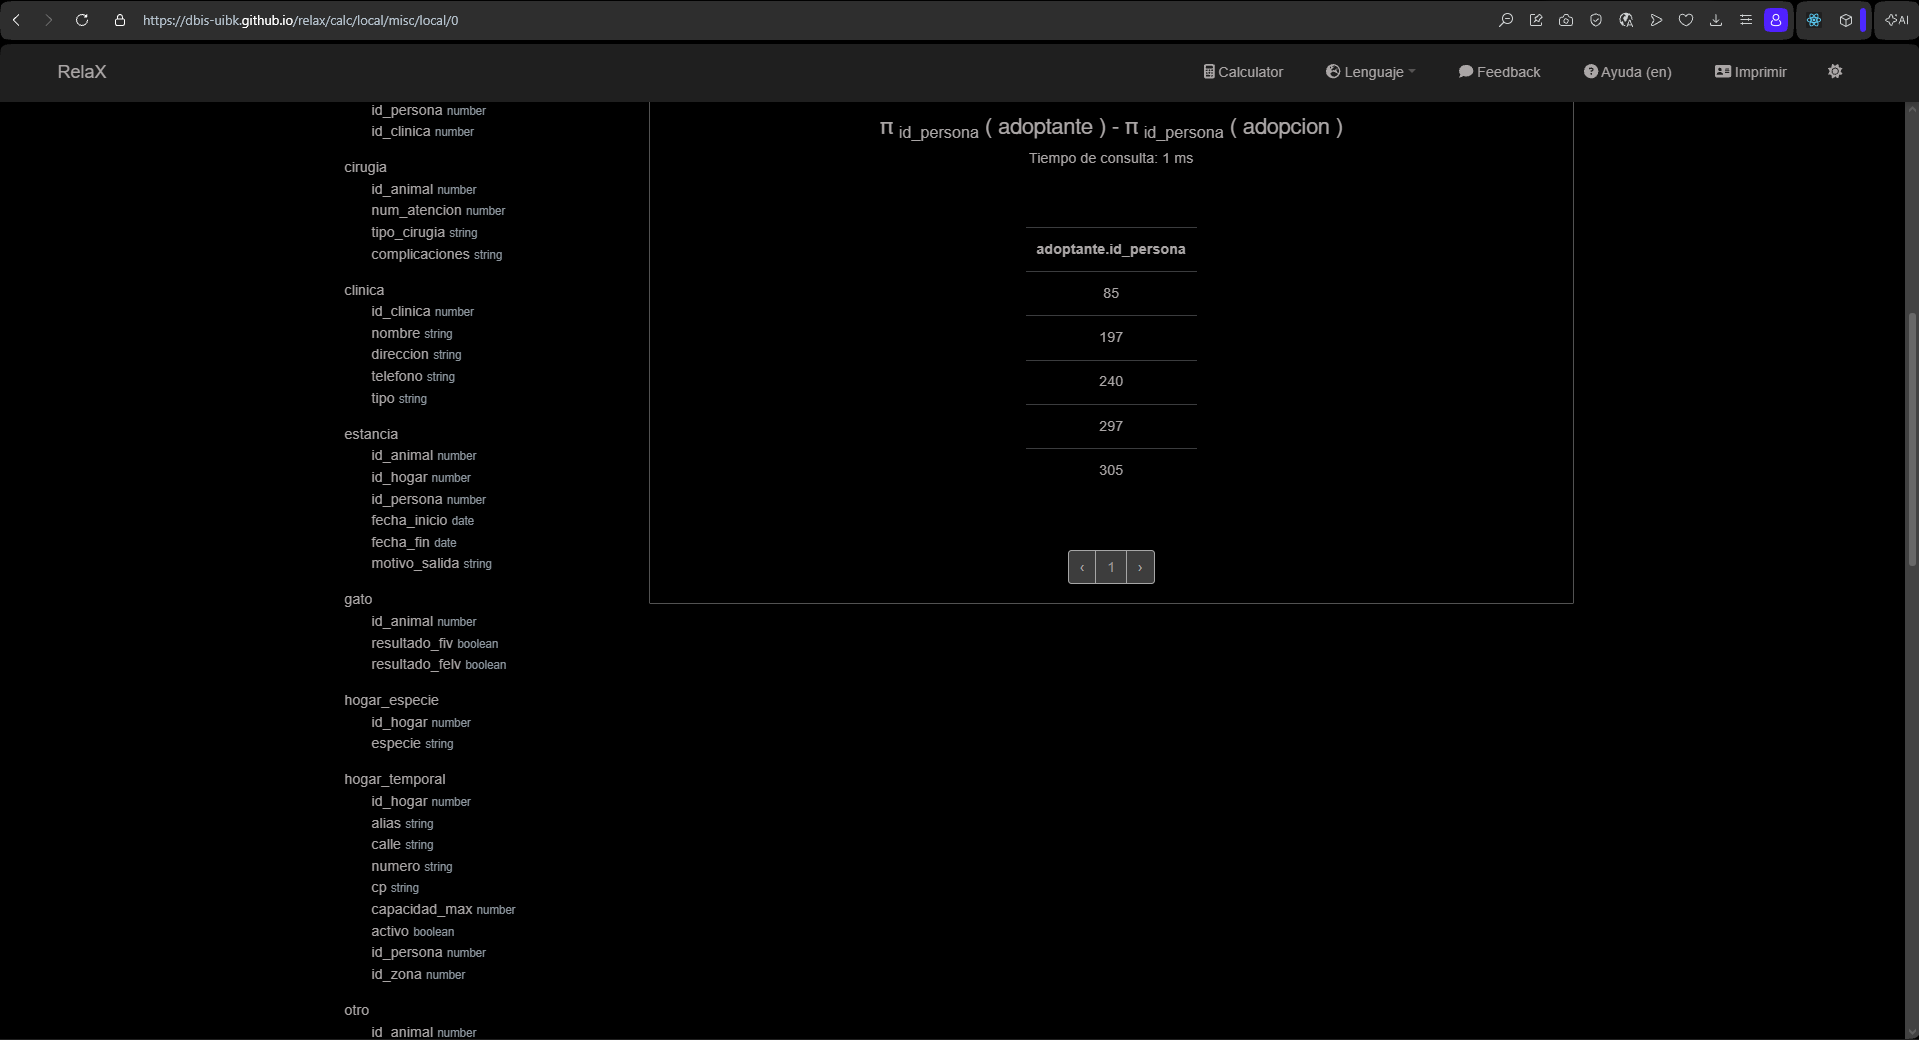 https://dbis-uibk.github.io/relax/calc/local/misc/local/0
AI
RelaX
Calculator
Lenguaje
Feedback
Ayuda (en)
Imprimir
id_persona number
id_clinica number
cirugia
id_animal number
num_atencion number
tipo_cirugia string
complicaciones string
clinica
id_clinica number
nombre string
direccion string
telefono string
tipo string
estancia
id_animal number
id_hogar number
id_persona number
fecha_inicio date
fecha_fin date
motivo_salida string
gato
id_animal number
resultado_fiv boolean
resultado_felv boolean
hogar_especie
id_hogar number
especie string
hogar_temporal
id_hogar number
alias string
calle string
numero string
cp string
capacidad_max number
activo boolean
id_persona number
id_zona number
otro
id_animal number
π id_persona ( adoptante ) - π id_persona ( adopcion )
Tiempo de consulta: 1 ms
adoptante.id_persona
85
197
240
297
305
‹ 1 ›